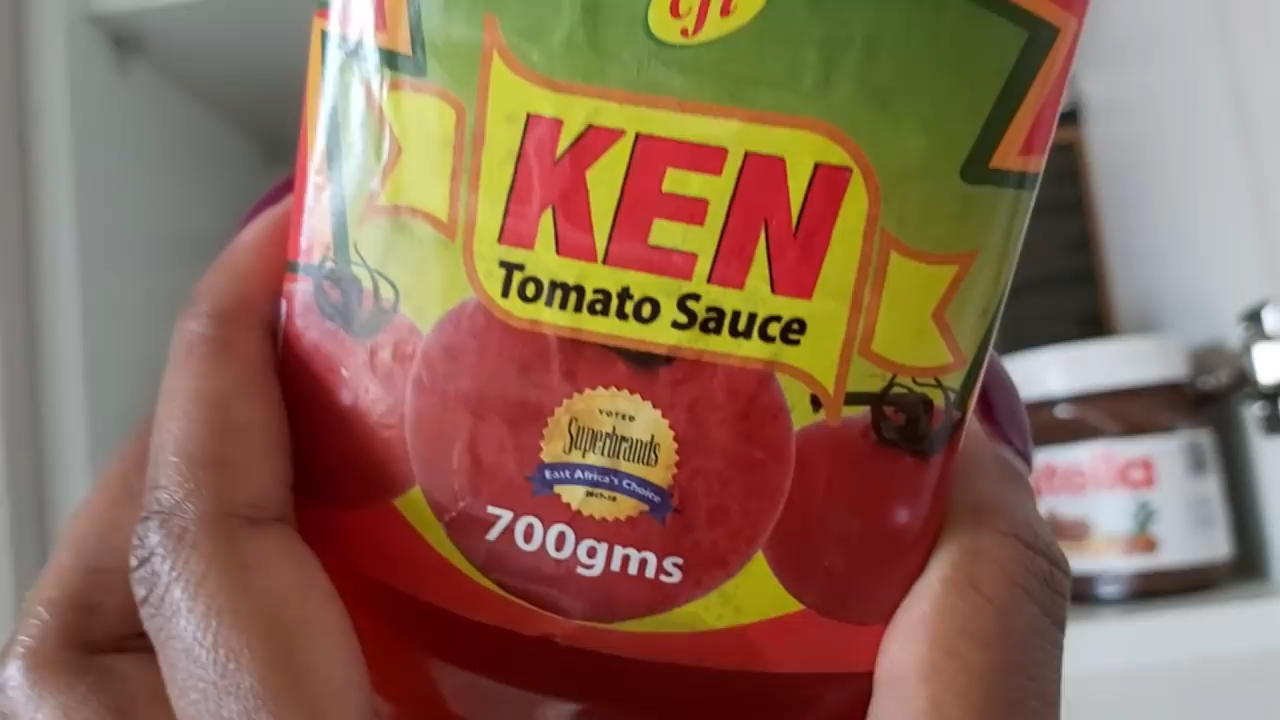 KEN
Tomato Sauce
VOTED
Superbrands
East Africa's Choice
700gms